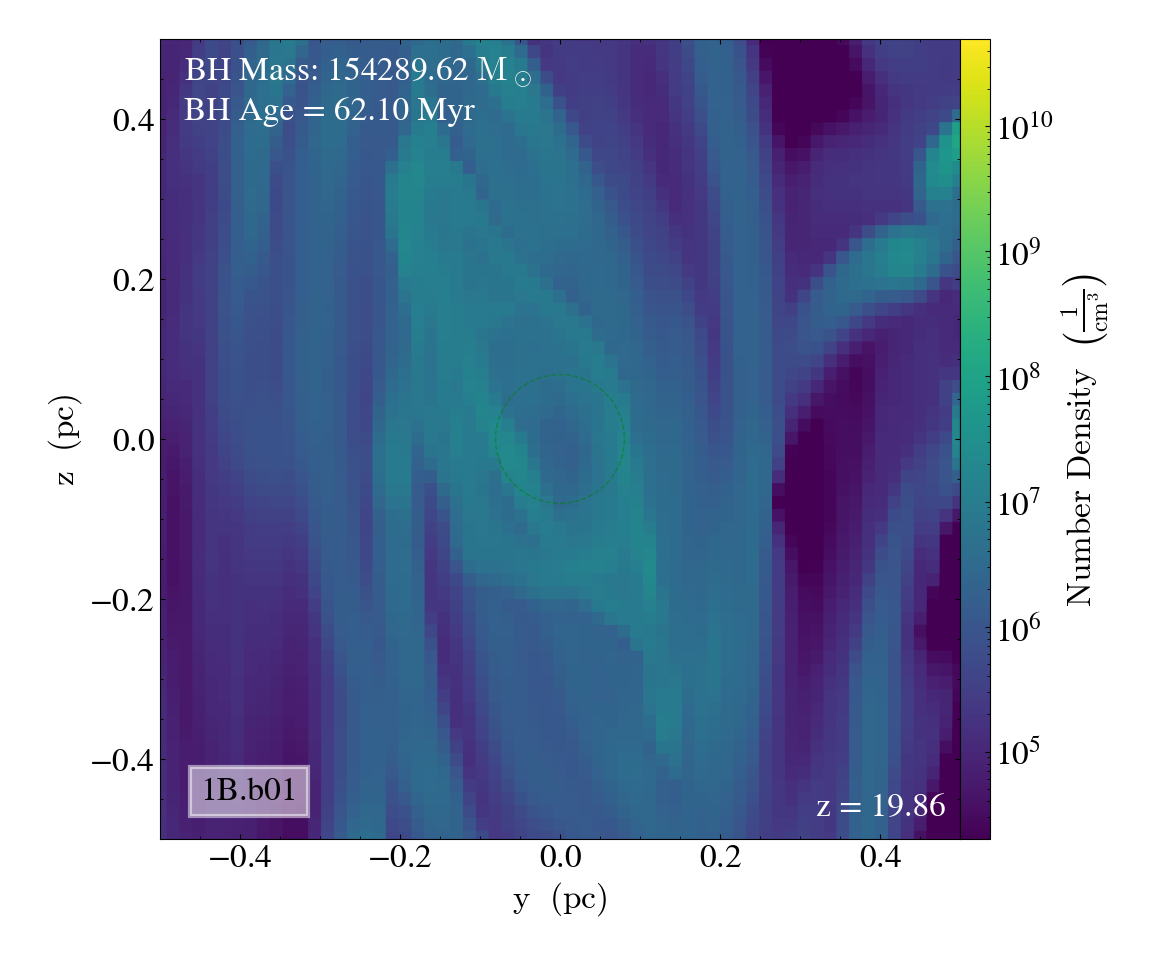 BH Mass: 154289.62 M⊙
BH Age = 62.10 Myr
1B.b01
z = 19.86
0.4
0.2
0.0
−0.2
−0.4
z (pc)
−0.4 −0.2 0.0 0.2 0.4
y (pc)
10¹⁰
10⁹
10⁸
10⁷
10⁶
10⁵
Number Density (1/cm³)